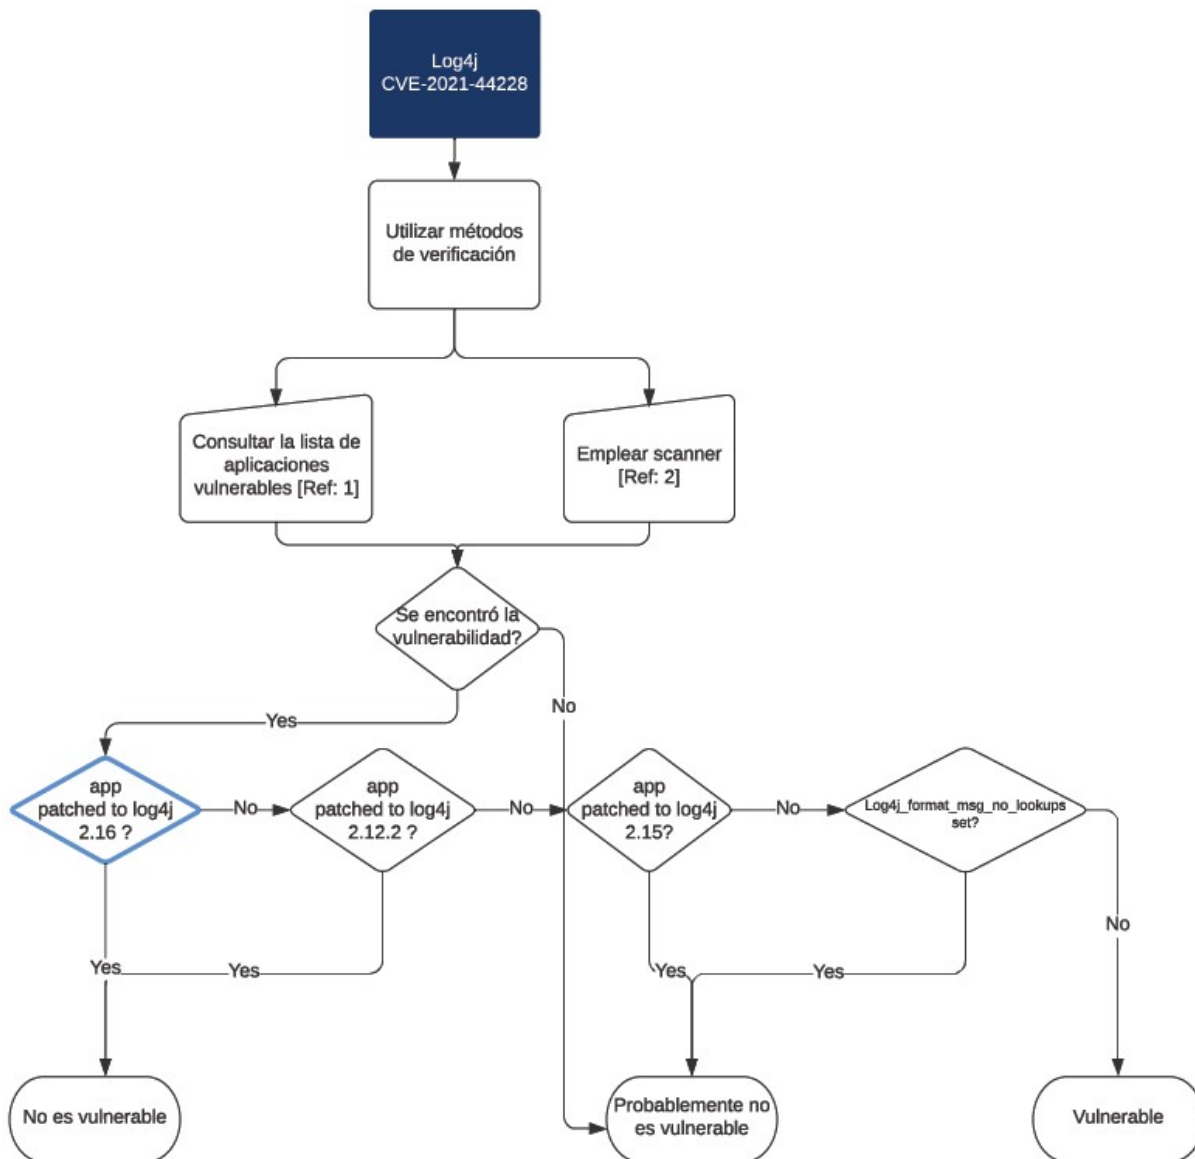 Log4j
CVE-2021-44228
Utilizar métodos
de verificación
Consultar la lista de
aplicaciones
vulnerables [Ref: 1]
Emplear scanner
[Ref: 2]
Se encontró la
vulnerabilidad?
Yes
No
app
patched to log4j
2.16 ?
No
app
patched to log4j
2.12.2 ?
No
app
patched to log4j
2.15?
No
Log4j_format_msg_no_lookups
set?
No
Yes
Yes
Yes
Yes
No es vulnerable
Probablemente no
es vulnerable
Vulnerable